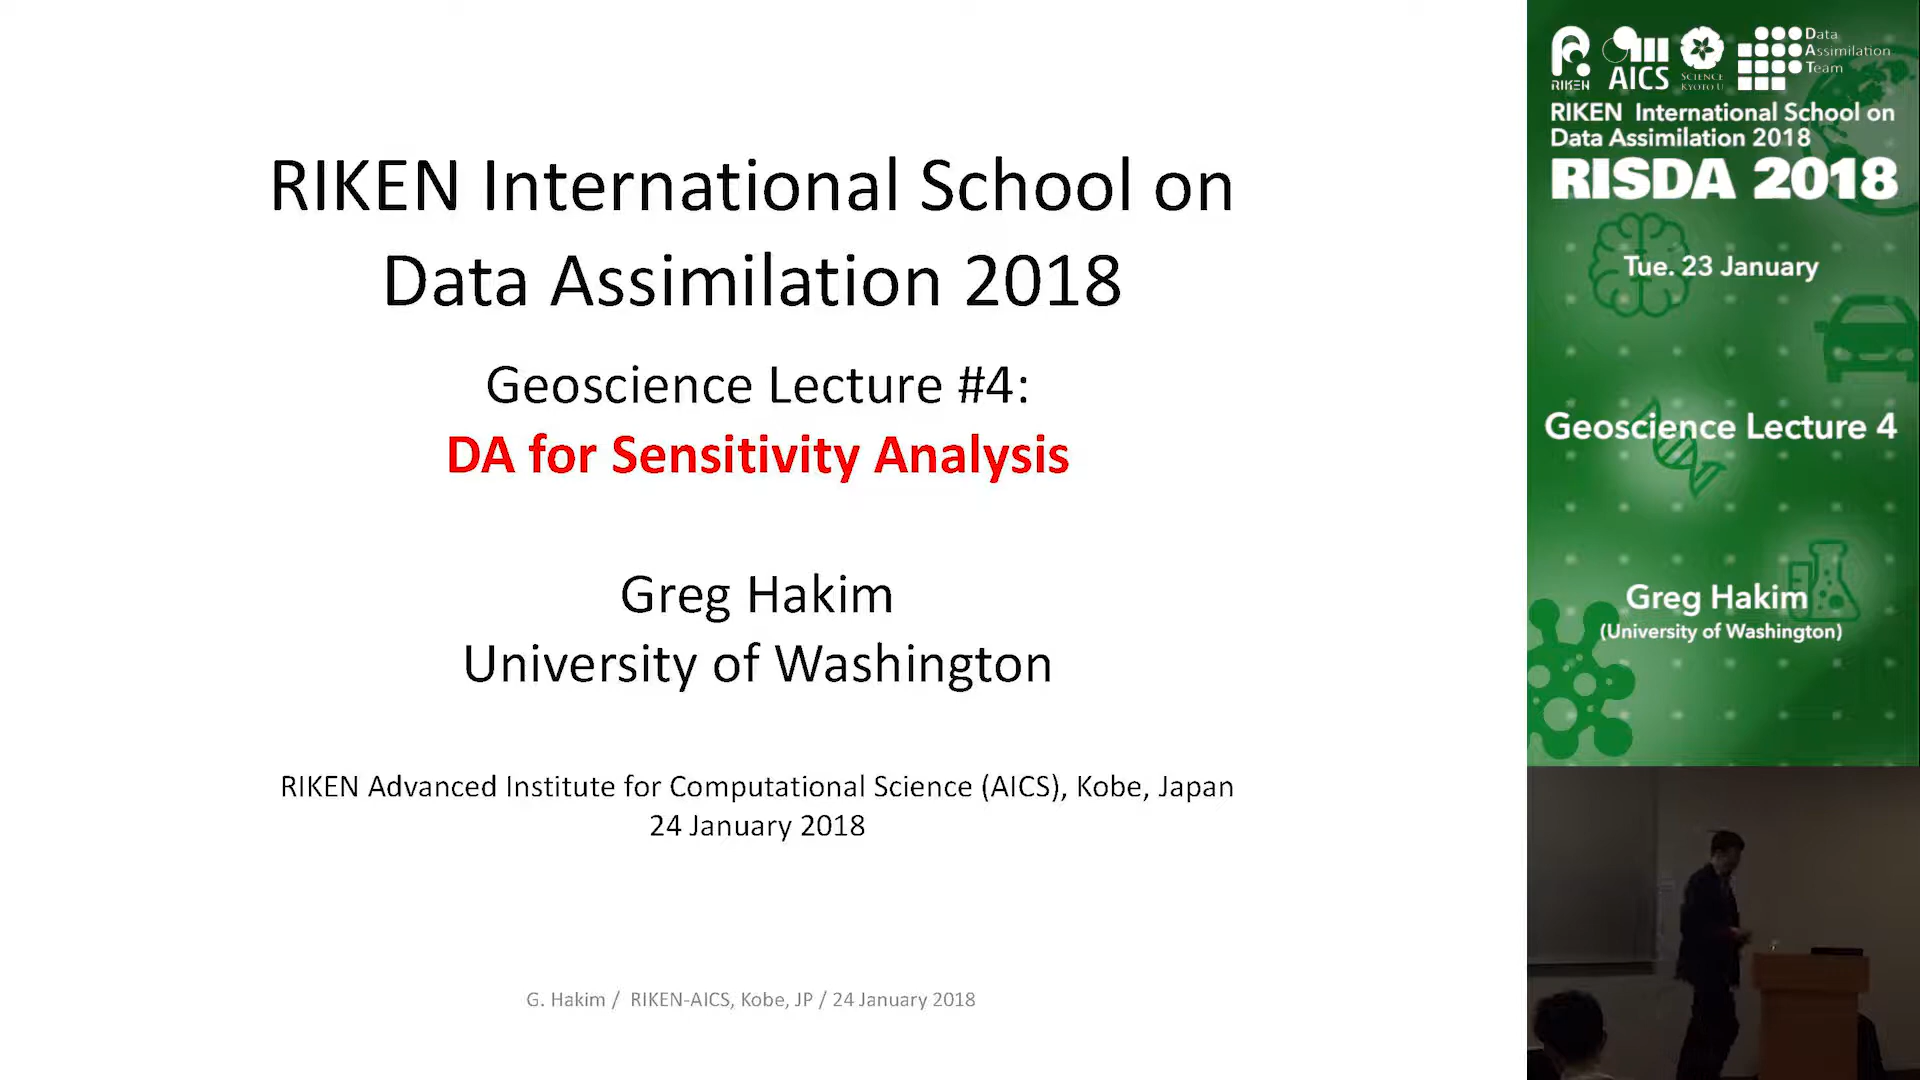 RIKEN International School on
Data Assimilation 2018
Geoscience Lecture #4:
DA for Sensitivity Analysis
Greg Hakim
University of Washington
RIKEN Advanced Institute for Computational Science (AICS), Kobe, Japan
24 January 2018
G. Hakim / RIKEN-AICS, Kobe, JP / 24 January 2018
RIKEN
AICS
SCIENCE
KYOTO U
Data
Assimilation
Team
RIKEN International School on
Data Assimilation 2018
RISDA 2018
Tue. 23 January
Geoscience Lecture 4
Greg Hakim
(University of Washington)